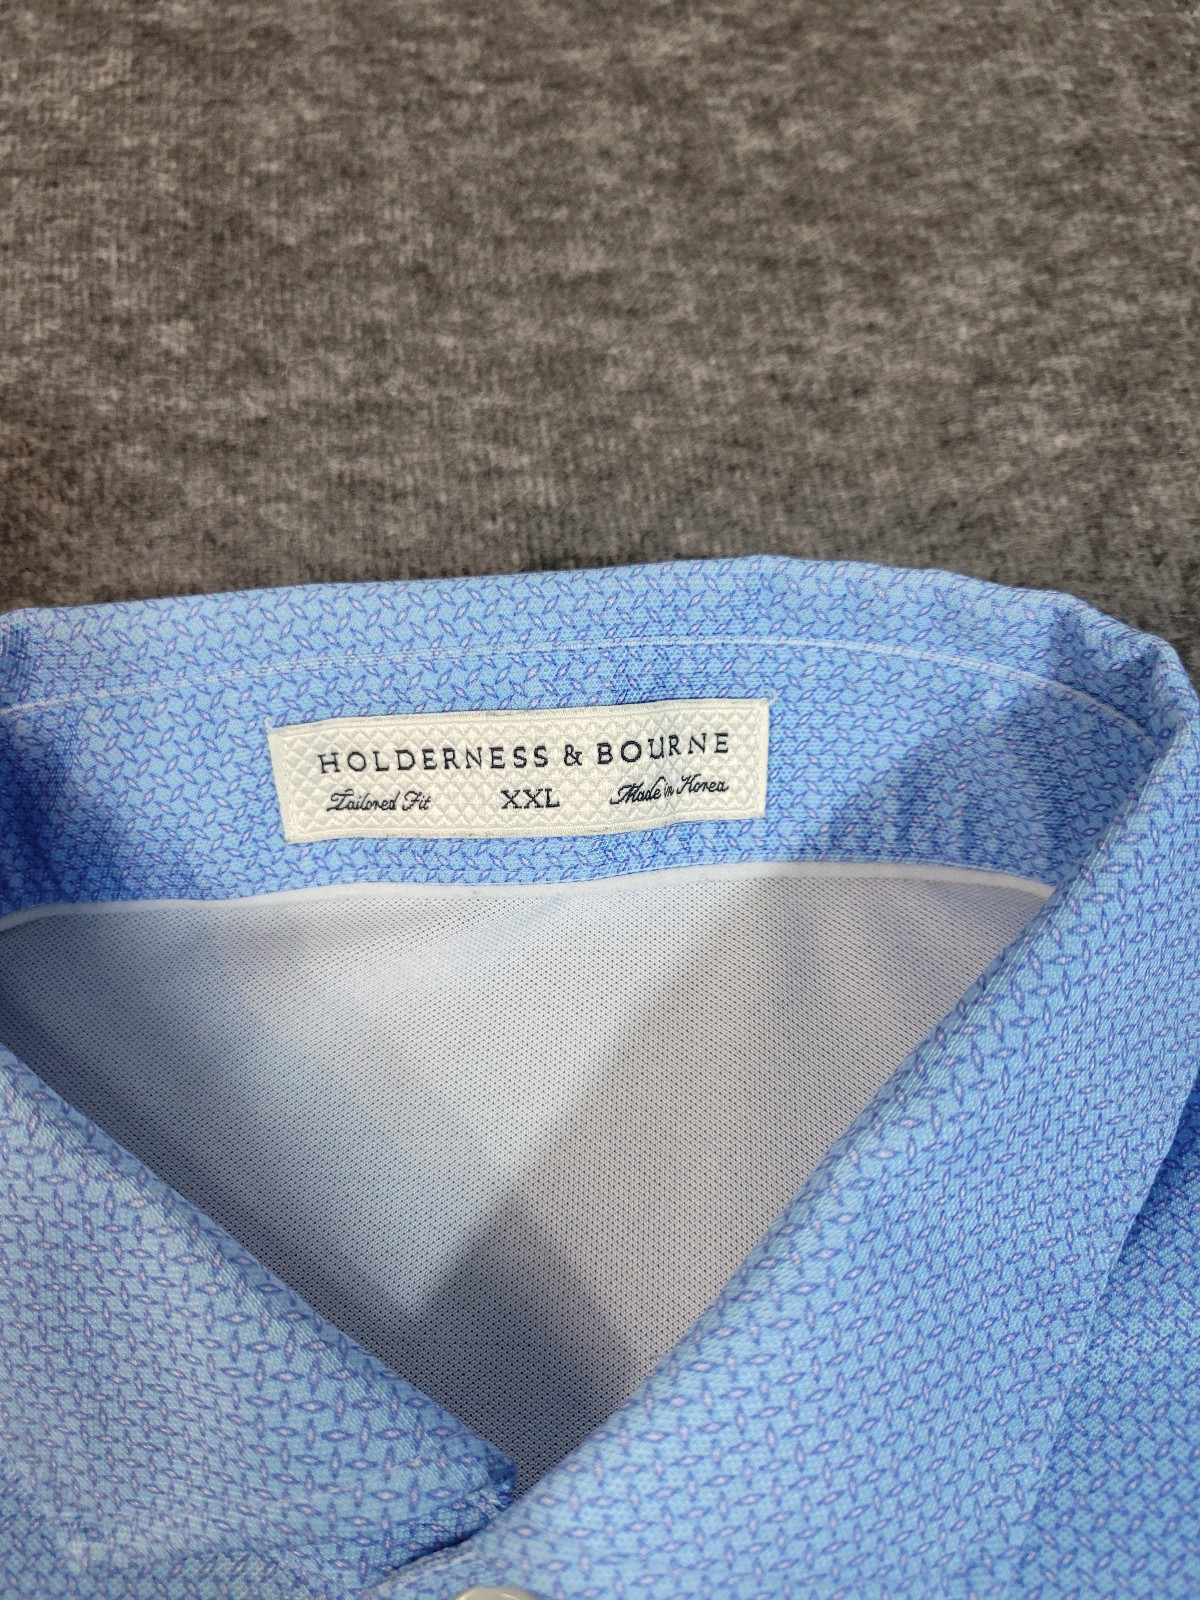 HOLDERNESS & BOURNE
Tailored Fit XXL Made in Korea